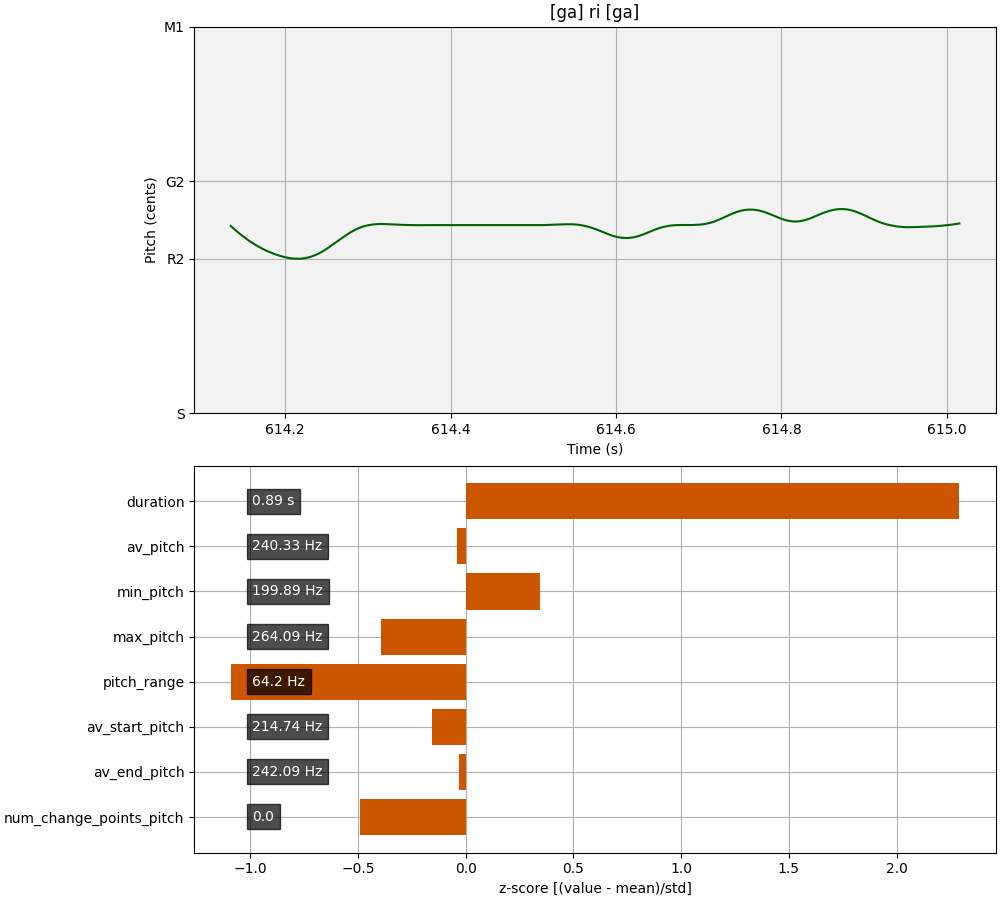 [ga] ri [ga]
M1
G2
R2
S
Pitch (cents)
614.2 614.4 614.6 614.8 615.0
Time (s)
duration 0.89 s
av_pitch 240.33 Hz
min_pitch 199.89 Hz
max_pitch 264.09 Hz
pitch_range 64.2 Hz
av_start_pitch 214.74 Hz
av_end_pitch 242.09 Hz
num_change_points_pitch 0.0
−1.0 −0.5 0.0 0.5 1.0 1.5 2.0
z-score [(value - mean)/std]